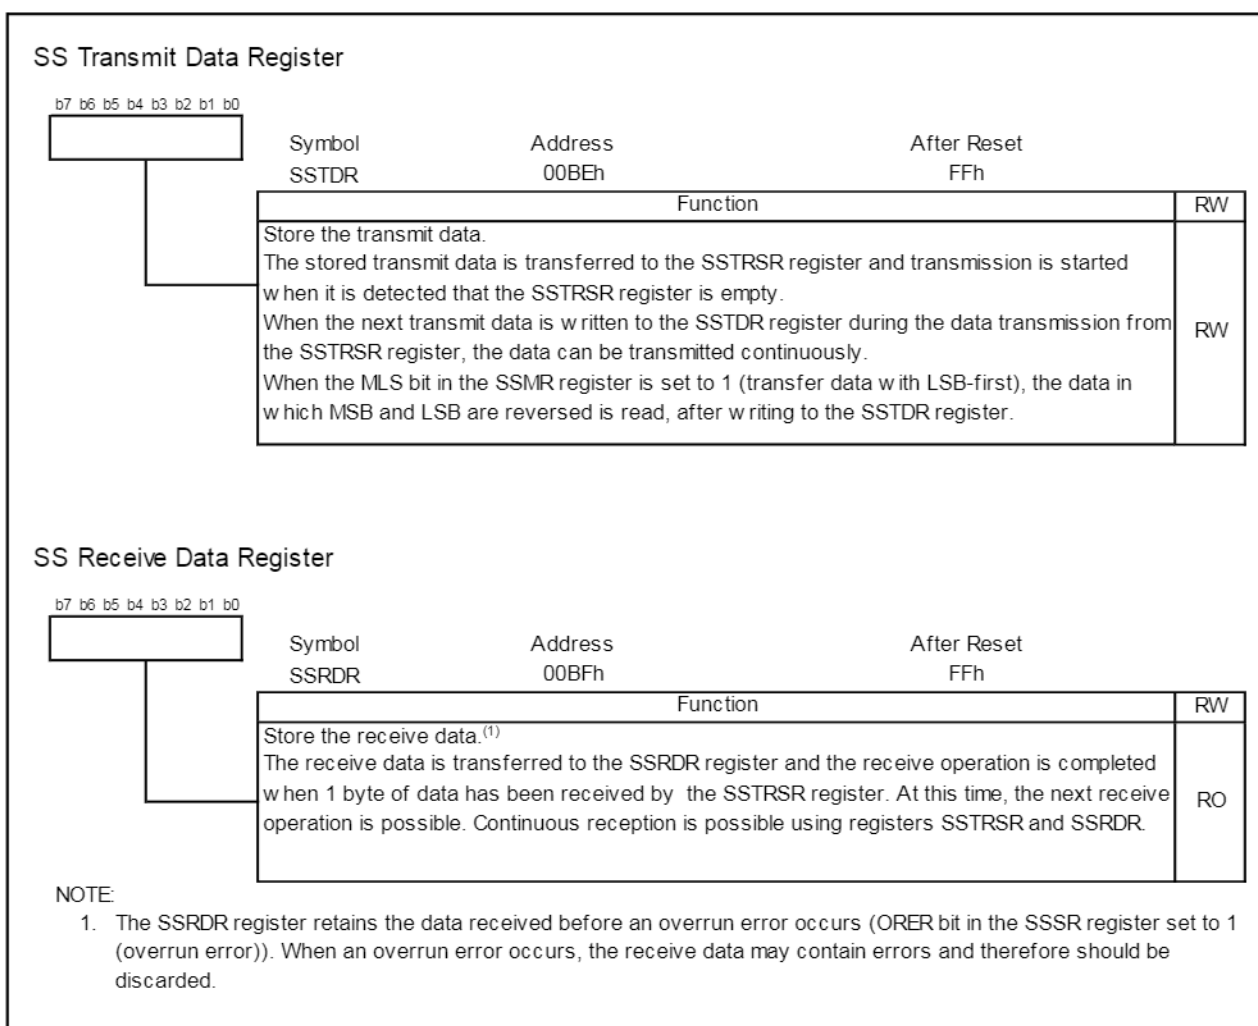 SS Transmit Data Register
b7 b6 b5 b4 b3 b2 b1 b0
Symbol Address After Reset
SSTDR 00BEh FFh
Function RW
Store the transmit data.
The stored transmit data is transferred to the SSTRSR register and transmission is started
when it is detected that the SSTRSR register is empty.
When the next transmit data is written to the SSTDR register during the data transmission from
the SSTRSR register, the data can be transmitted continuously.
When the MLS bit in the SSMR register is set to 1 (transfer data with LSB-first), the data in
which MSB and LSB are reversed is read, after writing to the SSTDR register.
RW
SS Receive Data Register
b7 b6 b5 b4 b3 b2 b1 b0
Symbol Address After Reset
SSRDR 00BFh FFh
Function RW
Store the receive data.(1)
The receive data is transferred to the SSRDR register and the receive operation is completed
when 1 byte of data has been received by the SSTRSR register. At this time, the next receive
operation is possible. Continuous reception is possible using registers SSTRSR and SSRDR.
RO
NOTE:
1. The SSRDR register retains the data received before an overrun error occurs (ORER bit in the SSSR register set to 1
(overrun error)). When an overrun error occurs, the receive data may contain errors and therefore should be
discarded.